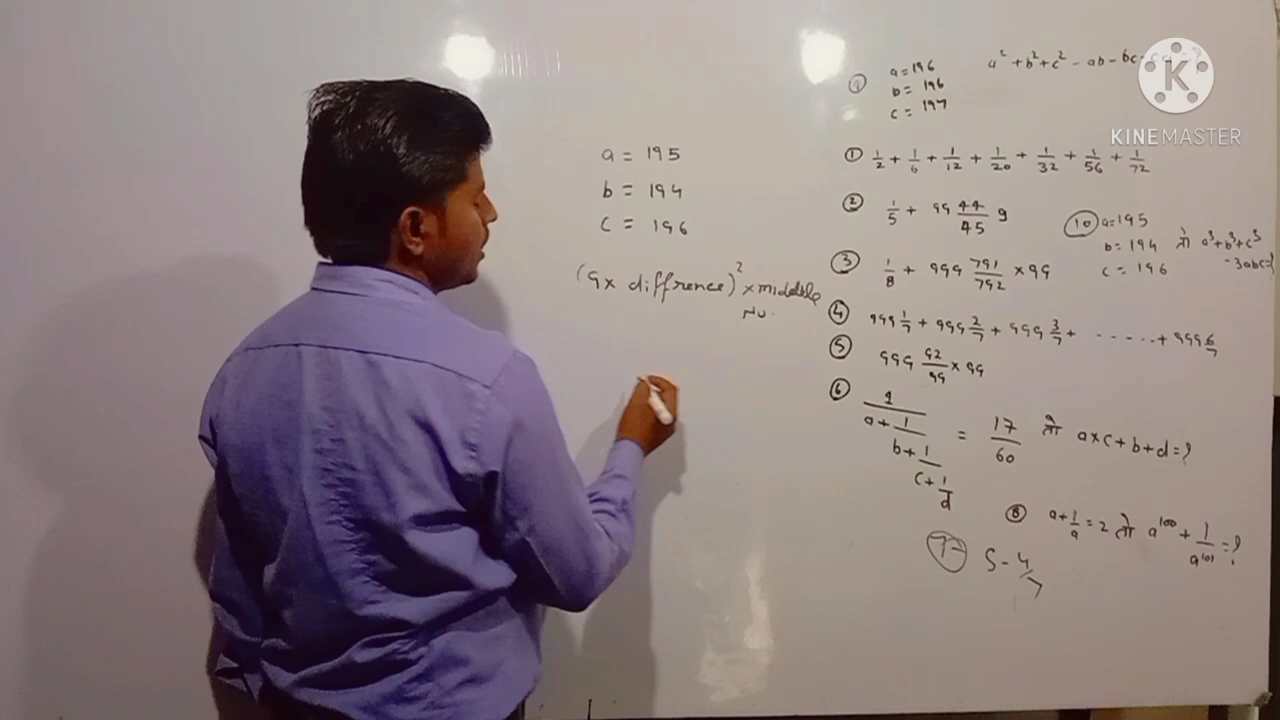 a = 195
b = 194
c = 196
(9x diffrence)² x middle
No.
9 a = 196
b = 196
c = 197
a² + b² + c² - ab - bc
K
KINEMASTER
① 1/2 + 1/6 + 1/12 + 1/20 + 1/32 + 1/56 + 1/72
② 1/5 + 99 44/45 9
③ 1/8 + 999 791/792 × 99
④ 999 1/7 + 999 2/7 + 999 3/7 + ...... + 999 6/7
⑤ 999 92/99 × 99
⑥ 1/(a + 1/(b + 1/(c + 1/d))) = 17/60 तो a×c+b+d=?
⑧ a + 1/a = 2 तो a¹⁰⁰ + 1/a¹⁰¹ = ?
7- 5 - 4/7
⑩ a = 195
b = 194 तो a³+b³+c³
c = 196 -3abc=?